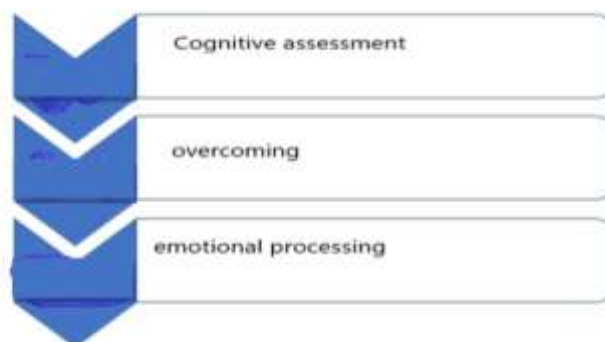 Cognitive assessment
overcoming
emotional processing